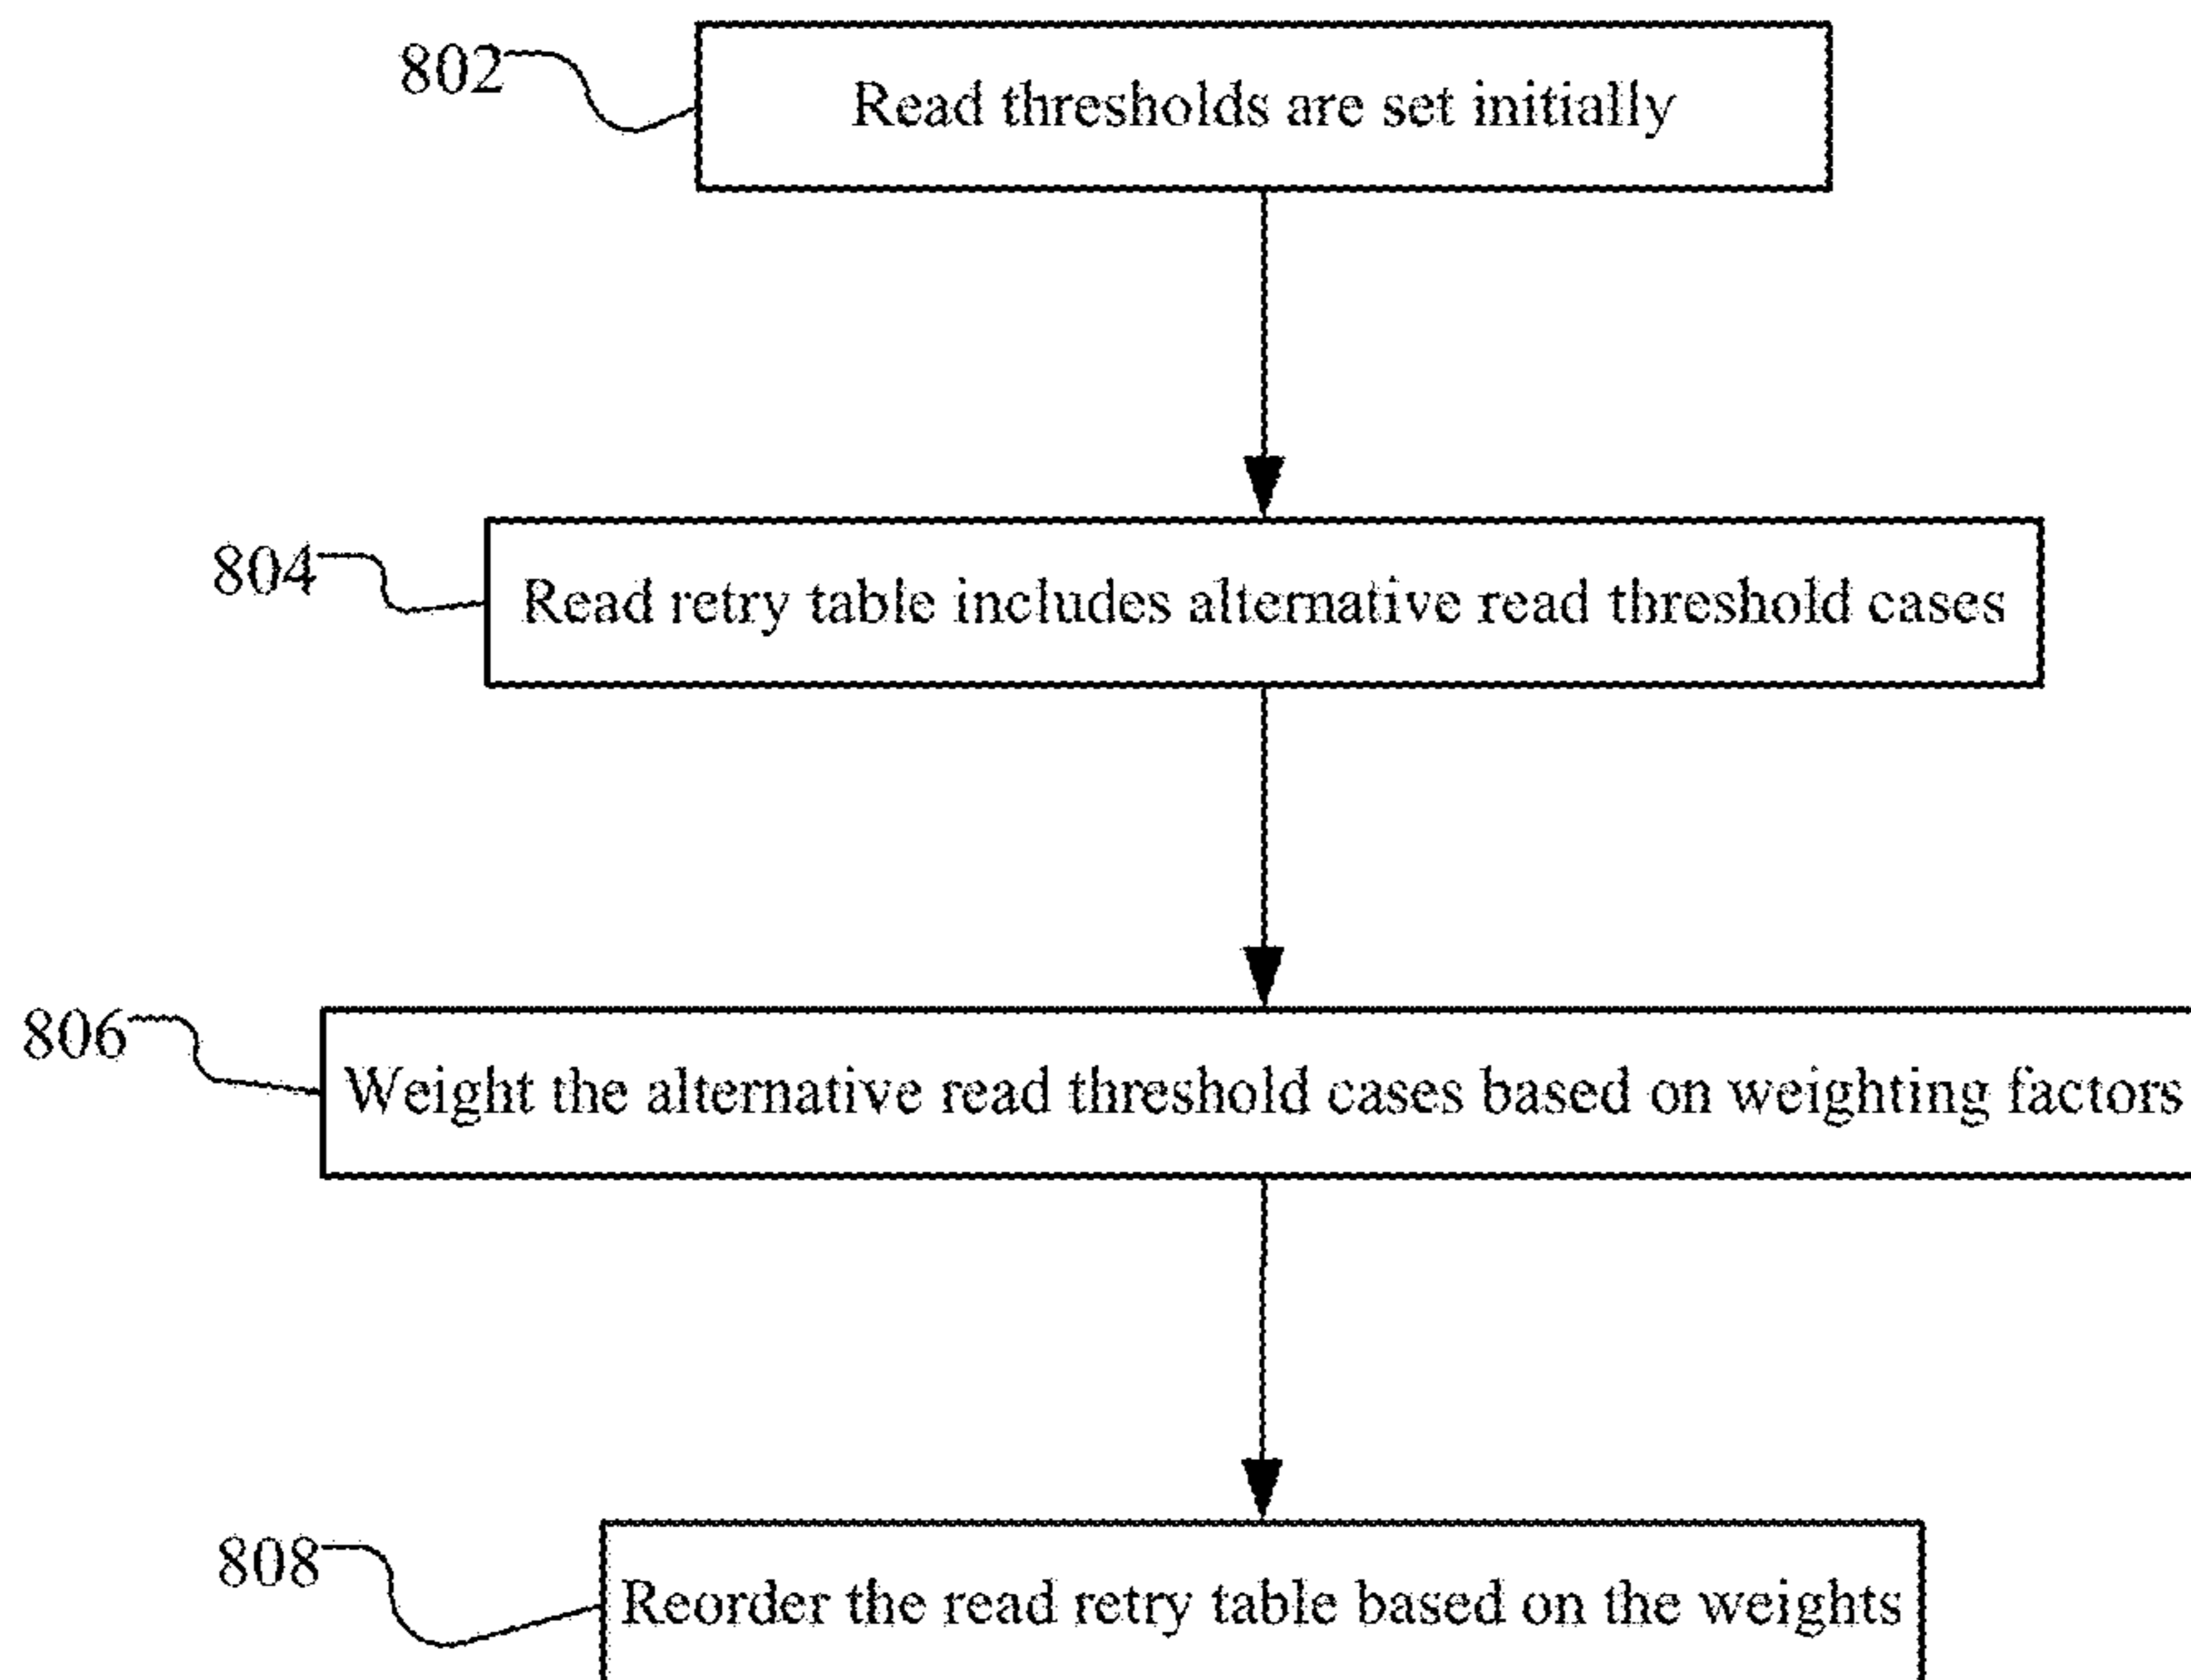 802
Read thresholds are set initially
804
Read retry table includes alternative read threshold cases
806
Weight the alternative read threshold cases based on weighting factors
808
Reorder the read retry table based on the weights